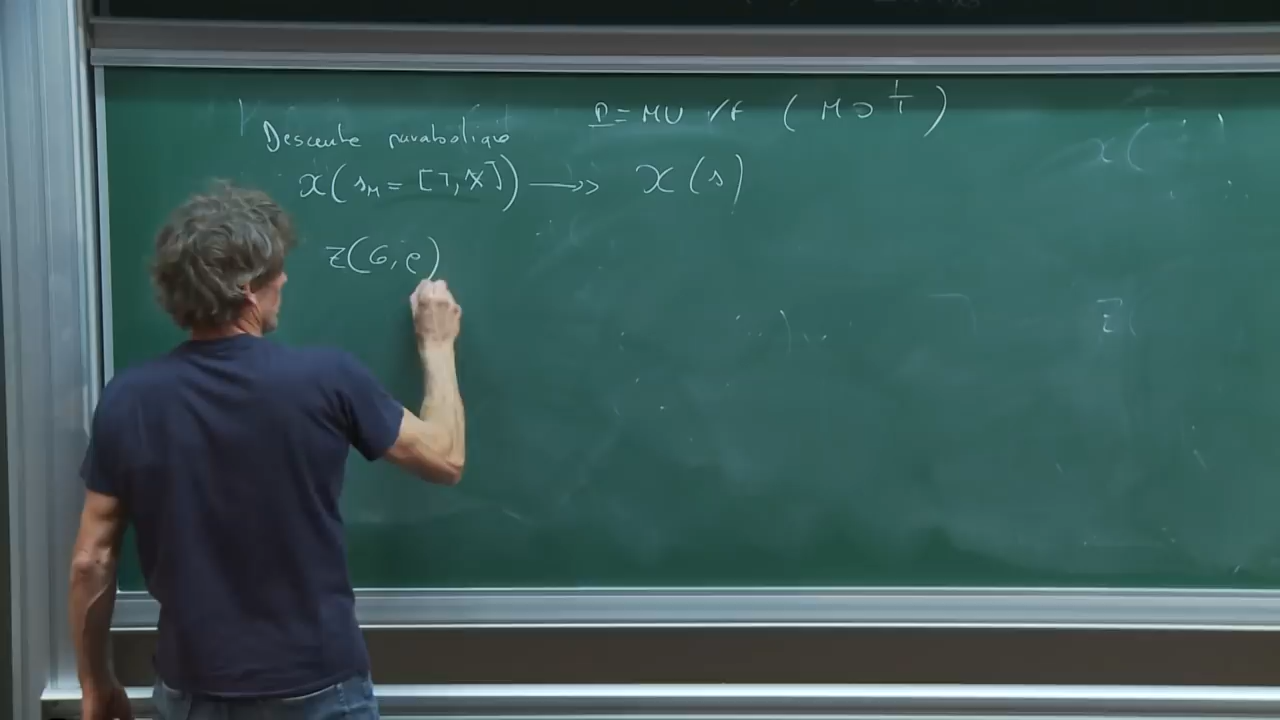 Descente parabolique
P = MU /F ( M ⊃ T )
𝒳(s_M = [T, X]) ↠ 𝒳(s)
Z(G, ρ)
Z(